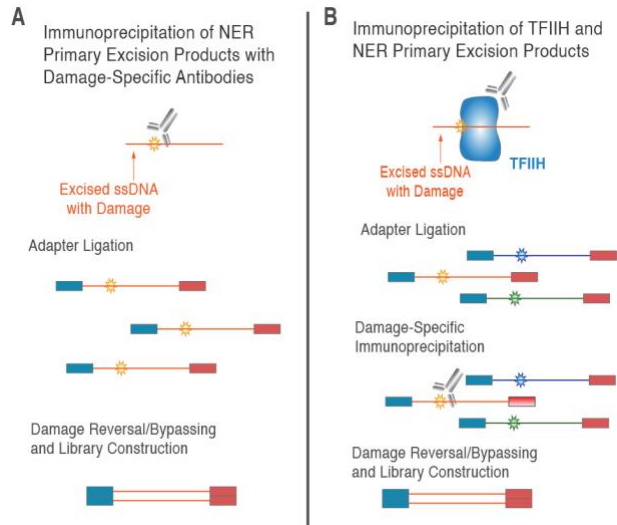 A
Immunoprecipitation of NER
Primary Excision Products with
Damage-Specific Antibodies
Excised ssDNA
with Damage
Adapter Ligation
Damage Reversal/Bypassing
and Library Construction
B
Immunoprecipitation of TFIIH and
NER Primary Excision Products
TFIIH
Excised ssDNA
with Damage
Adapter Ligation
Damage-Specific
Immunoprecipitation
Damage Reversal/Bypassing
and Library Construction